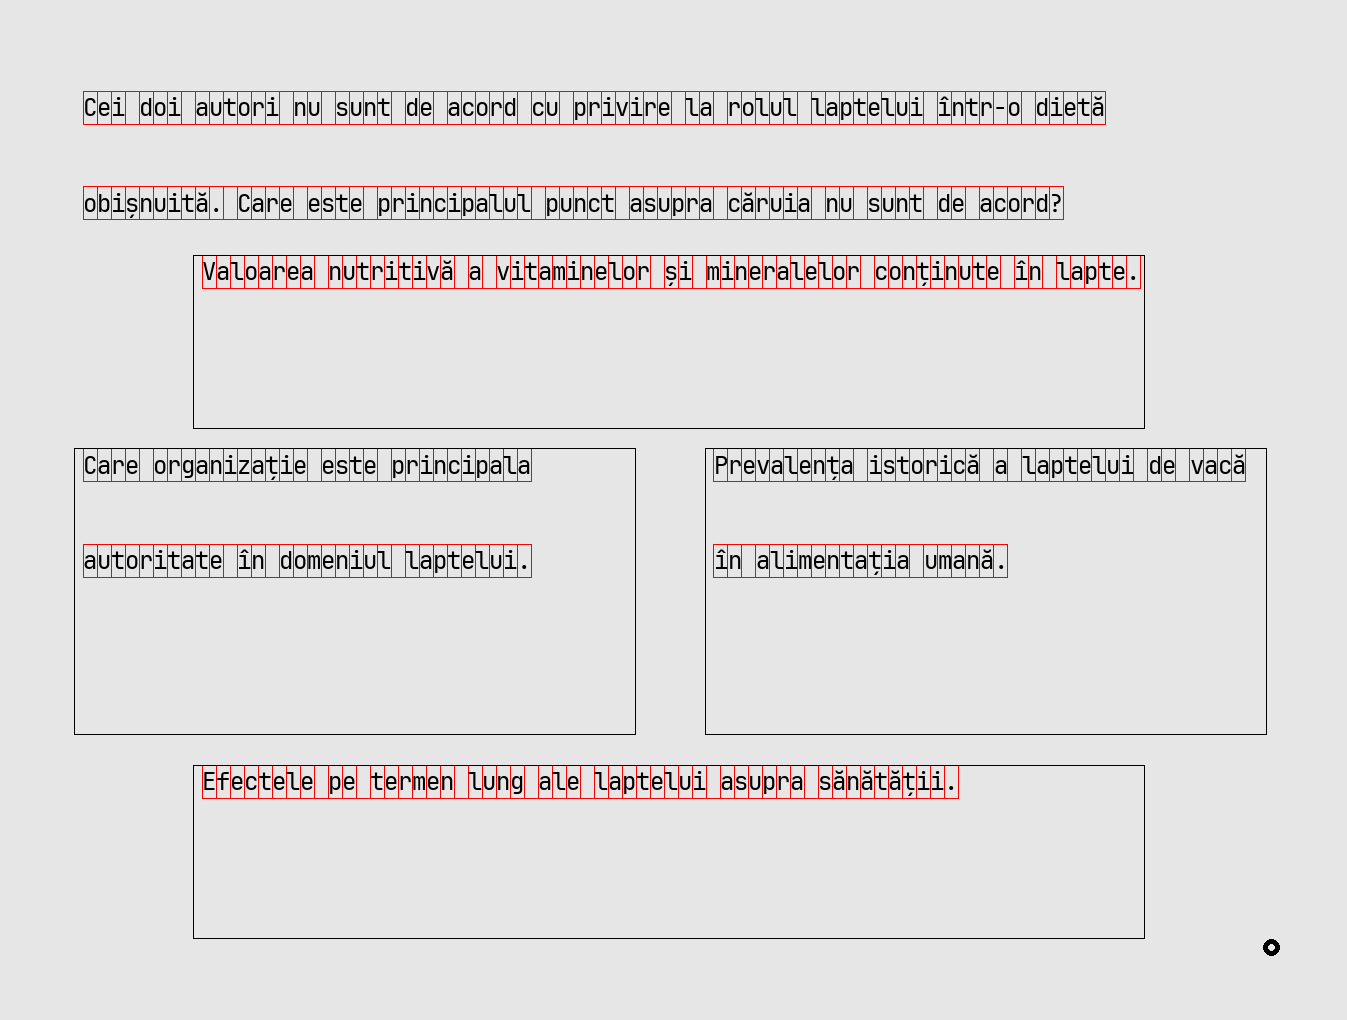 Cei doi autori nu sunt de acord cu privire la rolul laptelui într-o dietă
obișnuită. Care este principalul punct asupra căruia nu sunt de acord?
Valoarea nutritivă a vitaminelor și mineralelor conținute în lapte.
Care organizație este principala
autoritate în domeniul laptelui.
Prevalența istorică a laptelui de vacă
în alimentația umană.
Efectele pe termen lung ale laptelui asupra sănătății.